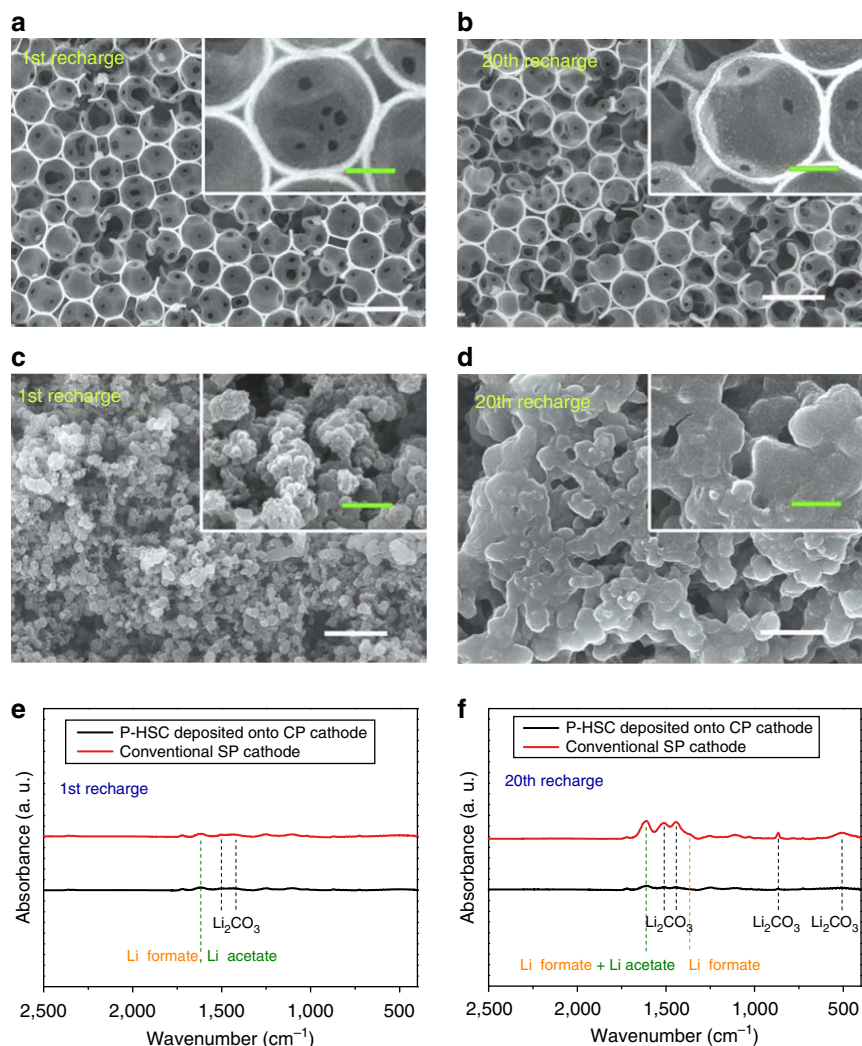 a
1st recharge
b
20th recharge
c
1st recharge
d
20th recharge
e
P-HSC deposited onto CP cathode
Conventional SP cathode
1st recharge
Absorbance (a. u.)
Li₂CO₃
Li formate, Li acetate
2,500 2,000 1,500 1,000 500
Wavenumber (cm⁻¹)
f
P-HSC deposited onto CP cathode
Conventional SP cathode
20th recharge
Absorbance (a. u.)
Li₂CO₃ Li₂CO₃ Li₂CO₃
Li formate + Li acetate Li formate
2,500 2,000 1,500 1,000 500
Wavenumber (cm⁻¹)